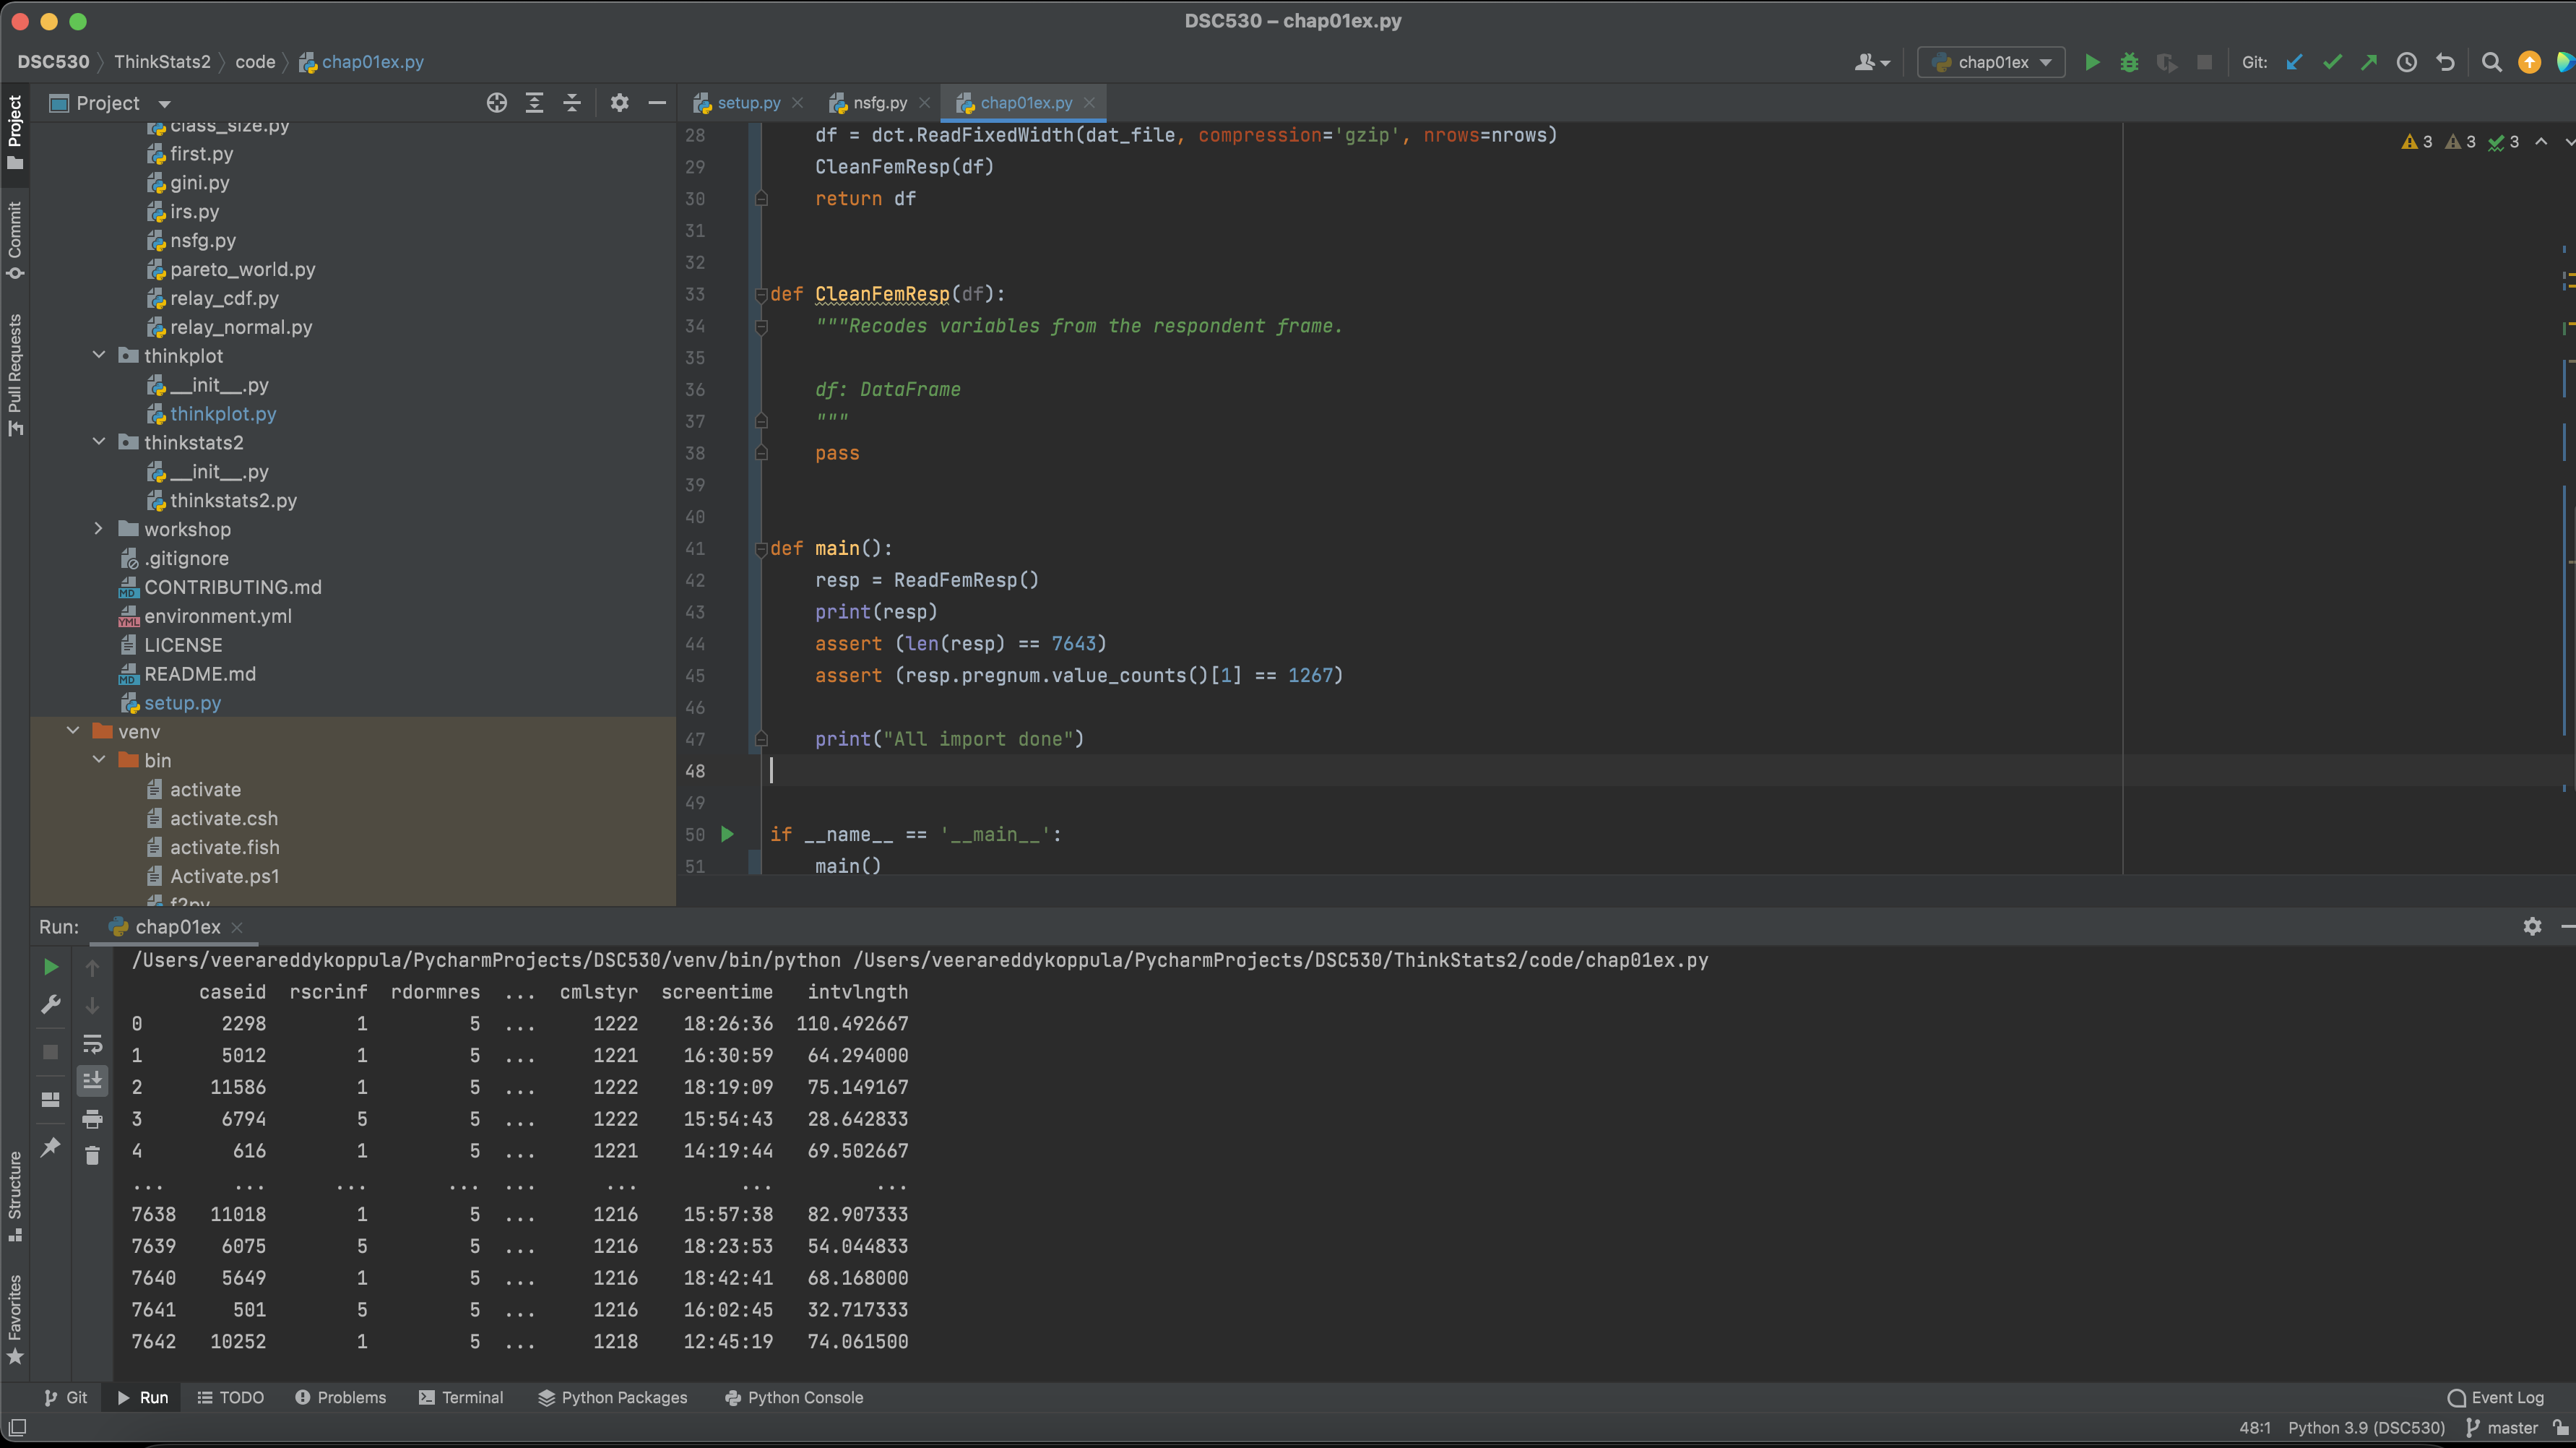 DSC530 – chap01ex.py
DSC530 ThinkStats2 code chap01ex.py
chap01ex Git:
Project
setup.py nsfg.py chap01ex.py
Project
Commit
Pull Requests
class_size.py
first.py
gini.py
irs.py
nsfg.py
pareto_world.py
relay_cdf.py
relay_normal.py
thinkplot
__init__.py
thinkplot.py
thinkstats2
__init__.py
thinkstats2.py
workshop
.gitignore
CONTRIBUTING.md
environment.yml
LICENSE
README.md
setup.py
venv
bin
activate
activate.csh
activate.fish
Activate.ps1
f2py
3 3 3
28 df = dct.ReadFixedWidth(dat_file, compression='gzip', nrows=nrows)
29 CleanFemResp(df)
30 return df
31
32
33 def CleanFemResp(df):
34 """Recodes variables from the respondent frame.
35
36 df: DataFrame
37 """
38 pass
39
40
41 def main():
42 resp = ReadFemResp()
43 print(resp)
44 assert (len(resp) == 7643)
45 assert (resp.pregnum.value_counts()[1] == 1267)
46
47 print("All import done")
48
49
50 if __name__ == '__main__':
51 main()
Run: chap01ex
/Users/veerareddykoppula/PycharmProjects/DSC530/venv/bin/python /Users/veerareddykoppula/PycharmProjects/DSC530/ThinkStats2/code/chap01ex.py
caseid rscrinf rdormres ... cmlstyr screentime intvlngth
0 2298 1 5 ... 1222 18:26:36 110.492667
1 5012 1 5 ... 1221 16:30:59 64.294000
2 11586 1 5 ... 1222 18:19:09 75.149167
3 6794 5 5 ... 1222 15:54:43 28.642833
4 616 1 5 ... 1221 14:19:44 69.502667
... ... ... ... ... ... ... ...
7638 11018 1 5 ... 1216 15:57:38 82.907333
7639 6075 5 5 ... 1216 18:23:53 54.044833
7640 5649 1 5 ... 1216 18:42:41 68.168000
7641 501 5 5 ... 1216 16:02:45 32.717333
7642 10252 1 5 ... 1218 12:45:19 74.061500
Structure
Favorites
Git Run TODO Problems Terminal Python Packages Python Console Event Log
48:1 Python 3.9 (DSC530) master